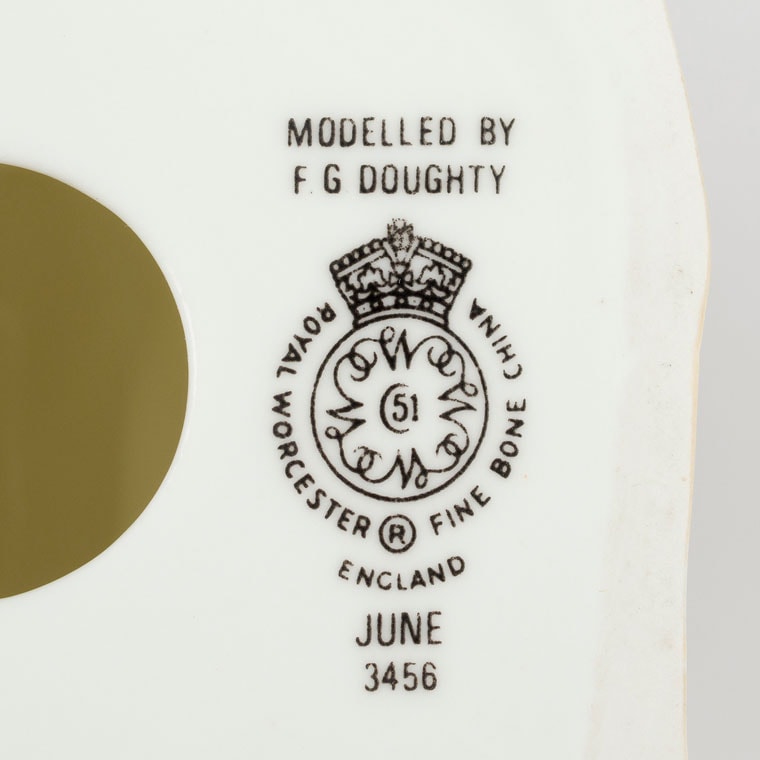 MODELLED BY
F. G DOUGHTY
ROYAL WORCESTER ® FINE BONE CHINA
51
ENGLAND
JUNE
3456